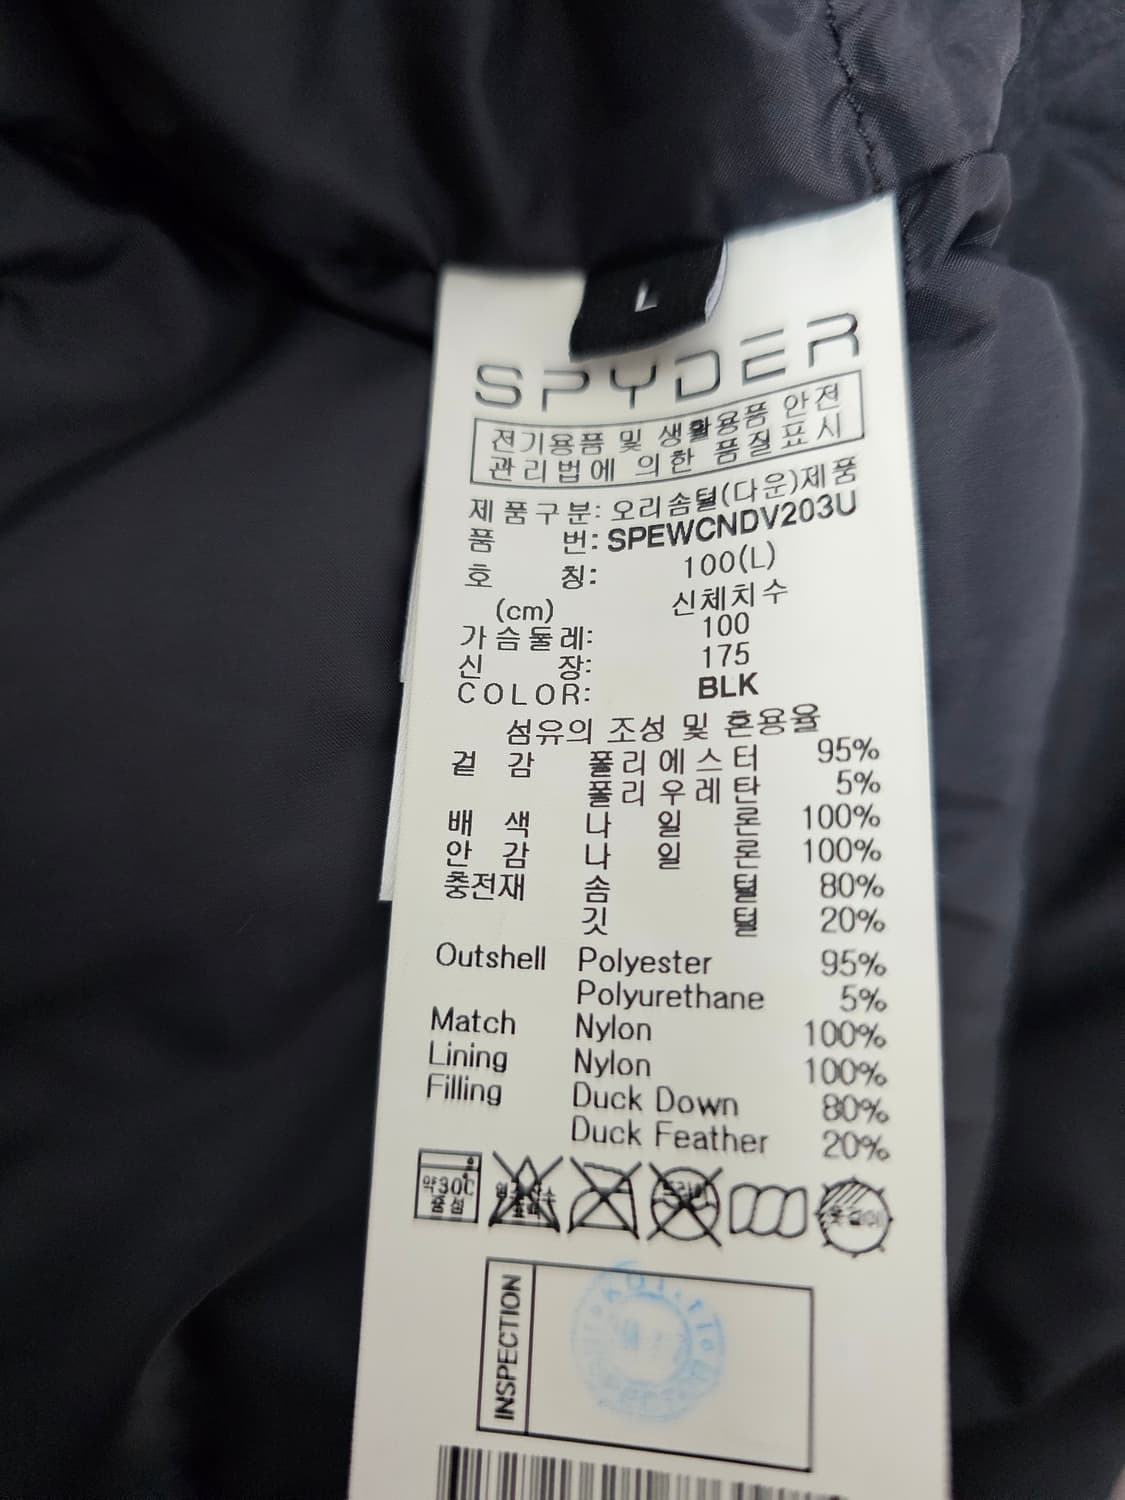 L
SPYDER
전기용품 및 생활용품 안전
관리법에 의한 품질표시
제품구분: 오리솜털(다운)제품
품 번: SPEWCNDV203U
호 칭: 100(L)
(cm) 신체치수
가슴둘레: 100
신 장: 175
COLOR: BLK
섬유의 조성 및 혼용율
겉 감 폴리에스터 95%
폴리우레탄 5%
배 색 나 일 론 100%
안 감 나 일 론 100%
충전재 솜 털 80%
깃 털 20%
Outshell Polyester 95%
Polyurethane 5%
Match Nylon 100%
Lining Nylon 100%
Filling Duck Down 80%
Duck Feather 20%
약30℃
중성
INSPECTION